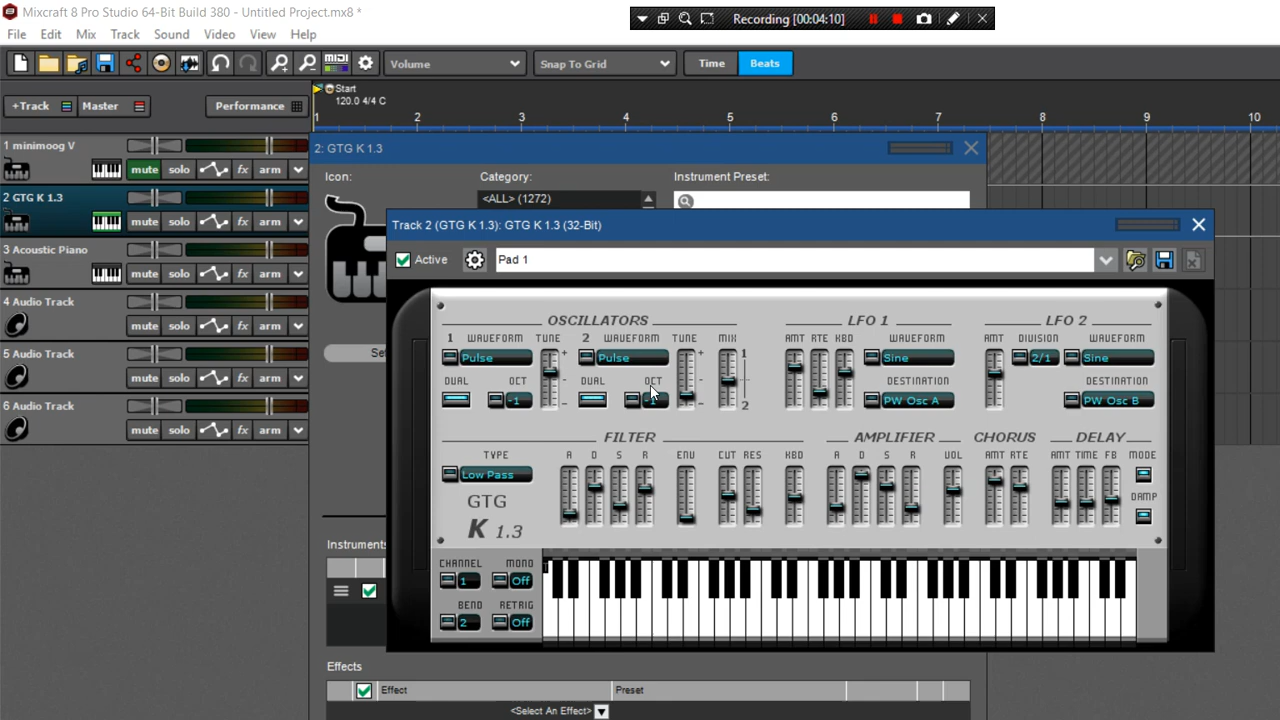 Mixcraft 8 Pro Studio 64-Bit Build 380 - Untitled Project.mx8 *
Recording [00:04:10]
File Edit Mix Track Sound Video View Help
MIDI Volume Snap To Grid Time Beats
+Track Master Performance
Start
120.0 4/4 C
1 2 3 4 5 6 7 8 9 10
1 minimoog V
mute solo fx arm
2 GTG K 1.3
mute solo fx arm
3 Acoustic Piano
mute solo fx arm
4 Audio Track
mute solo fx arm
5 Audio Track
mute solo fx arm
6 Audio Track
mute solo fx arm
2: GTG K 1.3
Icon: Category: Instrument Preset:
<ALL> (1272)
Track 2 (GTG K 1.3): GTG K 1.3 (32-Bit)
Active Pad 1
OSCILLATORS LFO 1 LFO 2
1 WAVEFORM TUNE 2 WAVEFORM TUNE MIX AMT RTE KBD WAVEFORM AMT DIVISION WAVEFORM
Pulse + Pulse + 1 Sine 2/1 Sine
DUAL OCT - DUAL OCT - DESTINATION DESTINATION
-1 - -1 - 2 PW Osc A PW Osc B
FILTER AMPLIFIER CHORUS DELAY
TYPE A D S R ENV CUT RES KBD A D S R VOL AMT RTE AMT TIME FB MODE
Low Pass
GTG DAMP
K 1.3
CHANNEL MONO
1 Off
BEND RETRIG
2 Off
Set
Instruments
Effects
Effect Preset
<Select An Effect>